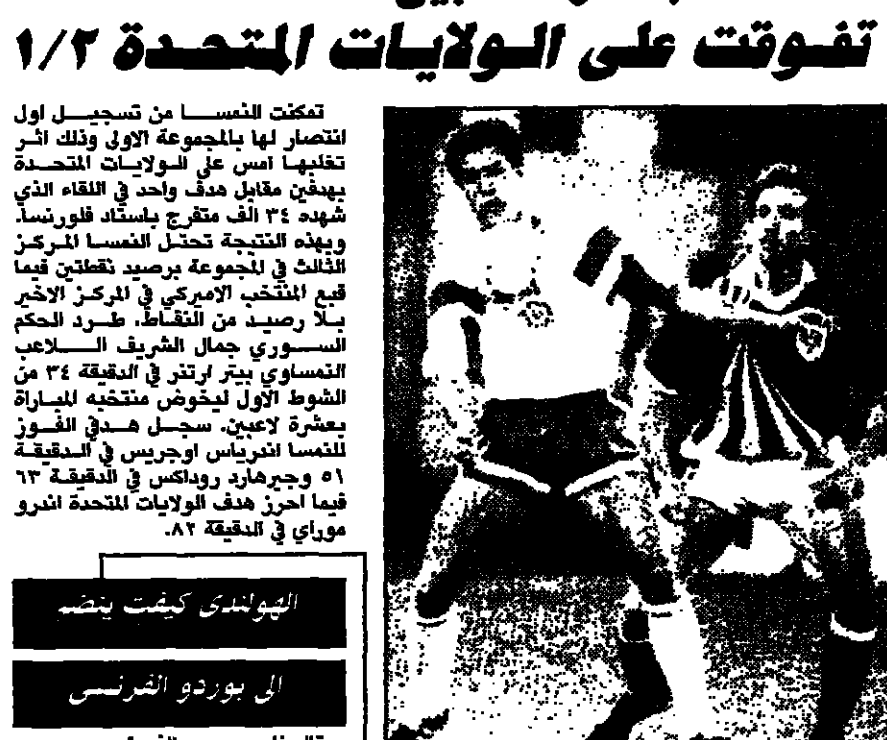 تفوقت على الولايات المتحدة ١/٢
تمكنت النمسا من تسجيل اول
انتصار لها بالمجموعة الاولى وذلك اثر
تغلبها امس على الولايات المتحدة
بهدفين مقابل هدف واحد في اللقاء الذي
شهده ٣٤ الف متفرج باستاد فلورنسا.
وبهذه النتيجة تحتل النمسا المركز
الثالث في المجموعة برصيد نقطتين فيما
قبع المنتخب الاميركي في المركز الاخير
بلا رصيد من النقاط. طرد الحكم
السوري جمال الشريف اللاعب
النمساوي بيتر ارتنر في الدقيقة ٣٤ من
الشوط الاول ليخوض منتخبه المباراة
بعشرة لاعبين. سجل هدفي الفوز
للنمسا اندرياس اوجريس في الدقيقة
٥١ وجيرهارد روداكس في الدقيقة ٦٣
فيما احرز هدف الولايات المتحدة اندرو
موراي في الدقيقة ٨٢.
الهولندى كيفت ينضم
الى بوردو الفرنسى